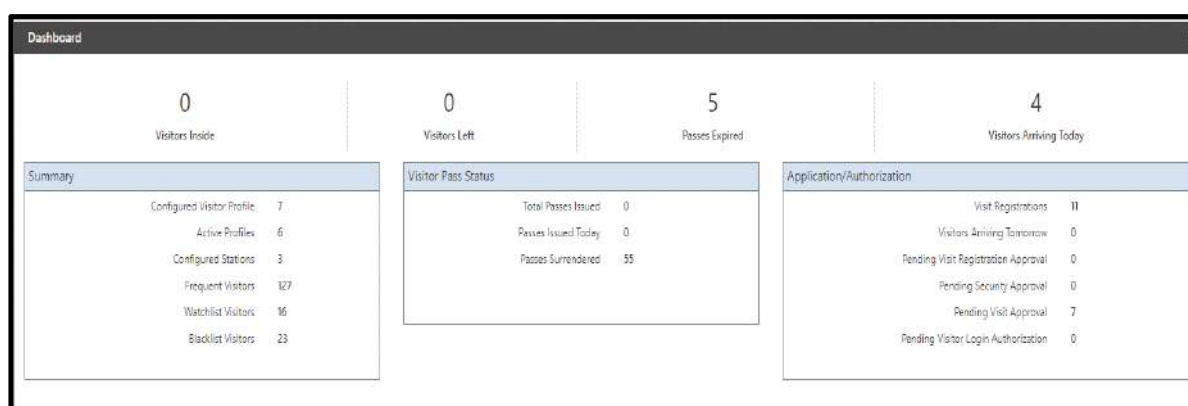 Dashboard
0
Visitors Inside
0
Visitors Left
5
Passes Expired
4
Visitors Arriving Today
Summary
Configured Visitor Profile 7
Active Profiles 6
Configured Stations 3
Frequent Visitors 127
Watchlist Visitors 16
Blacklist Visitors 23
Visitor Pass Status
Total Passes Issued 0
Passes Issued Today 0
Passes Surrendered 55
Application/Authorization
Visit Registrations 11
Visitors Arriving Tomorrow 0
Pending Visit Registration Approval 0
Pending Security Approval 0
Pending Visit Approval 7
Pending Visitor Login Authorization 0